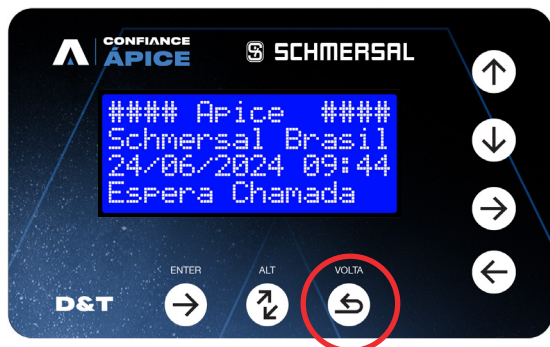 CONFIANCE
ÁPICE
SCHMERSAL
#### Apice ####
Schmersal Brasil
24/06/2024 09:44
Espera Chamada
ENTER
ALT
VOLTA
D&T